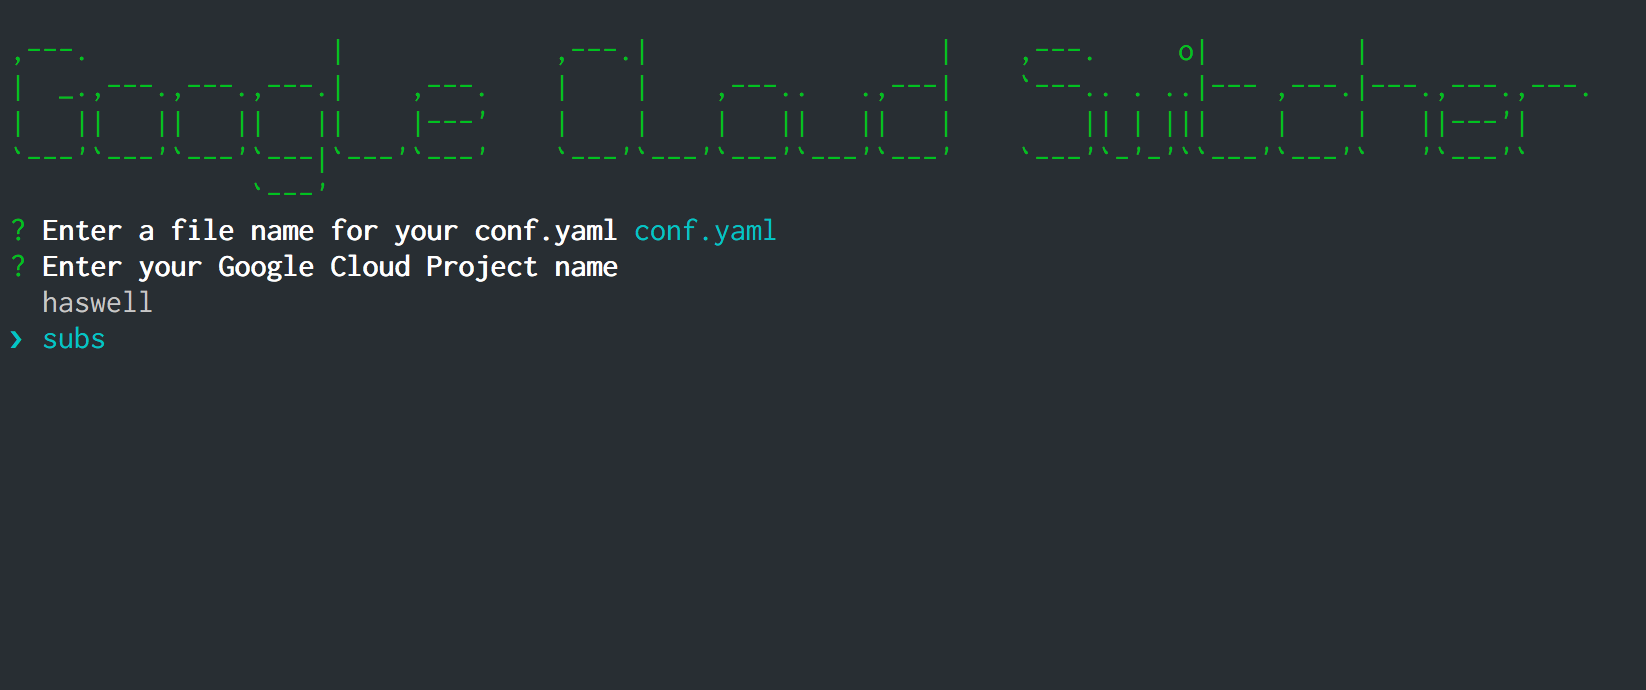 Google Cloud Switcher
? Enter a file name for your conf.yaml conf.yaml
? Enter your Google Cloud Project name
haswell
❯ subs